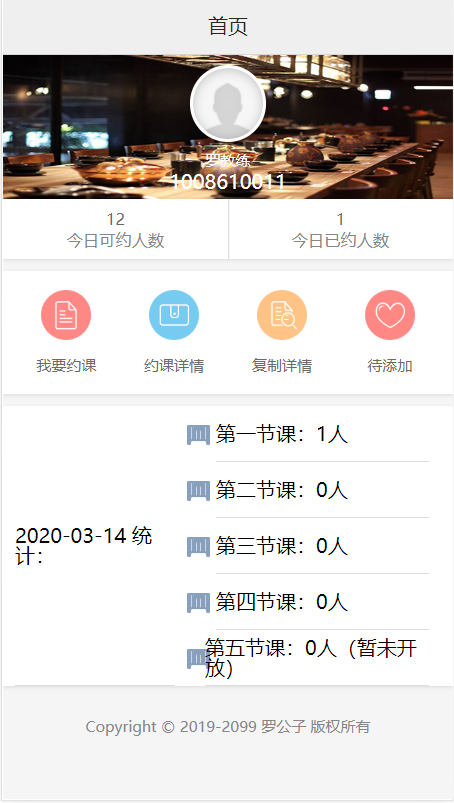 首页
罗教练
1008610011
12
今日可约人数
1
今日已约人数
我要约课
约课详情
复制详情
待添加
2020-03-14 统
计：
第一节课：1人
第二节课：0人
第三节课：0人
第四节课：0人
第五节课：0人（暂未开
放）
Copyright © 2019-2099 罗公子 版权所有